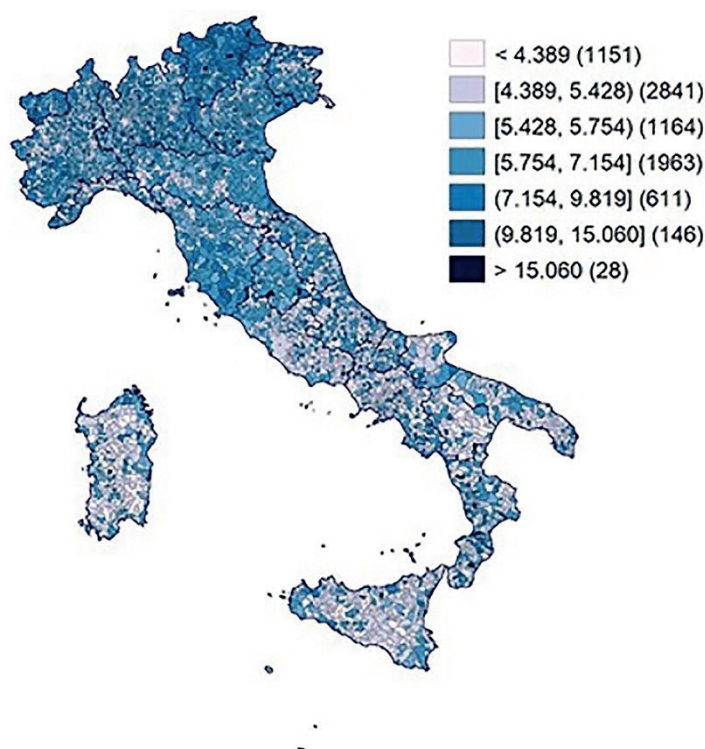 < 4.389 (1151)
[4.389, 5.428) (2841)
[5.428, 5.754) (1164)
[5.754, 7.154] (1963)
(7.154, 9.819] (611)
(9.819, 15.060] (146)
> 15.060 (28)